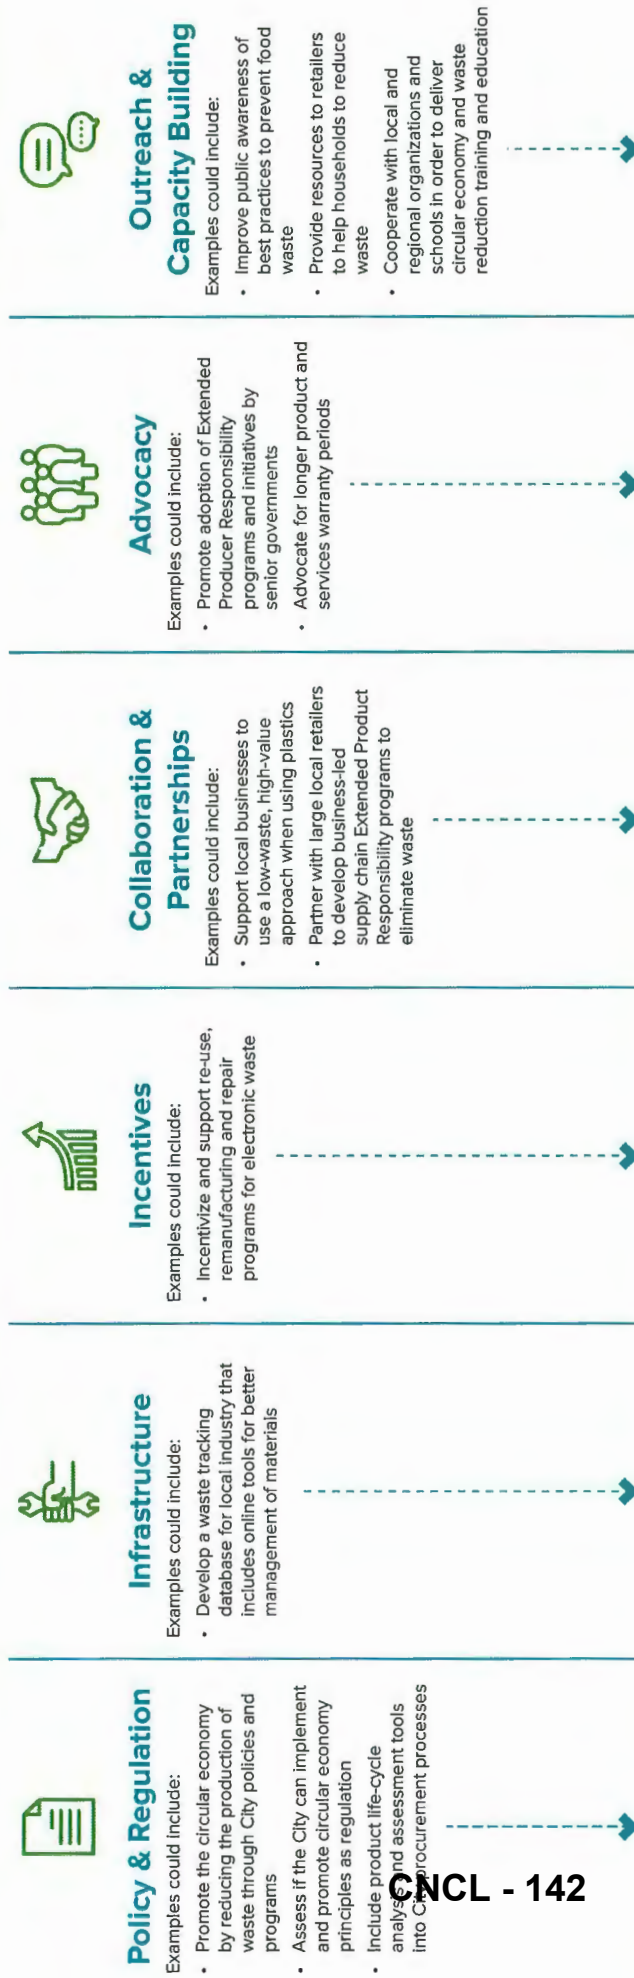 Policy & Regulation
Examples could include:
• Promote the circular economy
by reducing the production of
waste through City policies and
programs
• Assess if the City can implement
and promote circular economy
principles as regulation
• Include product life-cycle
analysis and assessment tools
into City procurement processes
Infrastructure
Examples could include:
• Develop a waste tracking
database for local industry that
includes online tools for better
management of materials
Incentives
Examples could include:
• Incentivize and support re-use,
remanufacturing and repair
programs for electronic waste
Collaboration &
Partnerships
Examples could include:
• Support local businesses to
use a low-waste, high-value
approach when using plastics
• Partner with large local retailers
to develop business-led
supply chain Extended Product
Responsibility programs to
eliminate waste
Advocacy
Examples could include:
• Promote adoption of Extended
Producer Responsibility
programs and initiatives by
senior governments
• Advocate for longer product and
services warranty periods
Outreach &
Capacity Building
Examples could include:
• Improve public awareness of
best practices to prevent food
waste
• Provide resources to retailers
to help households to reduce
waste
• Cooperate with local and
regional organizations and
schools in order to deliver
circular economy and waste
reduction training and education
CNCL - 142